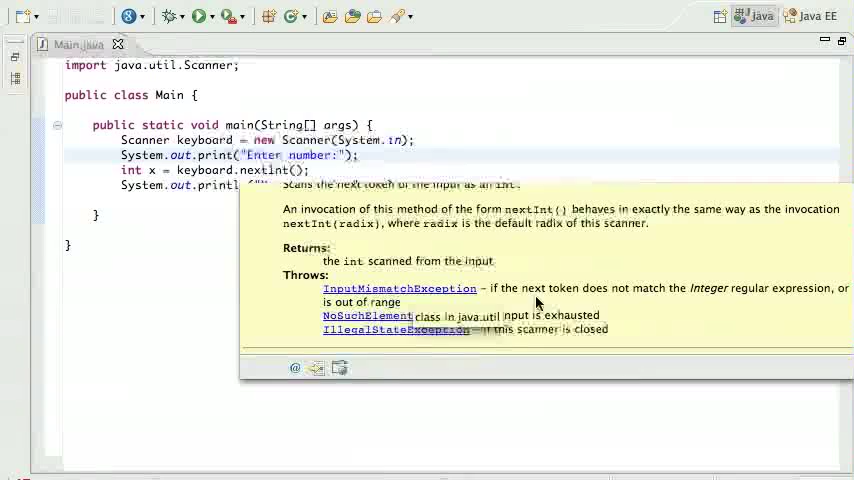 Java
Java EE
Main.java
import java.util.Scanner;
public class Main {
public static void main(String[] args) {
Scanner keyboard = new Scanner(System.in);
System.out.print("Enter number:");
int x = keyboard.nextInt();
System.out.printl
Scans the next token of the input as an int.
An invocation of this method of the form nextInt() behaves in exactly the same way as the invocation
nextInt(radix), where radix is the default radix of this scanner.
Returns:
the int scanned from the input
Throws:
InputMismatchException - if the next token does not match the Integer regular expression, or
is out of range
NoSuchElement class in java.util input is exhausted
IllegalStateException - if this scanner is closed
}
}